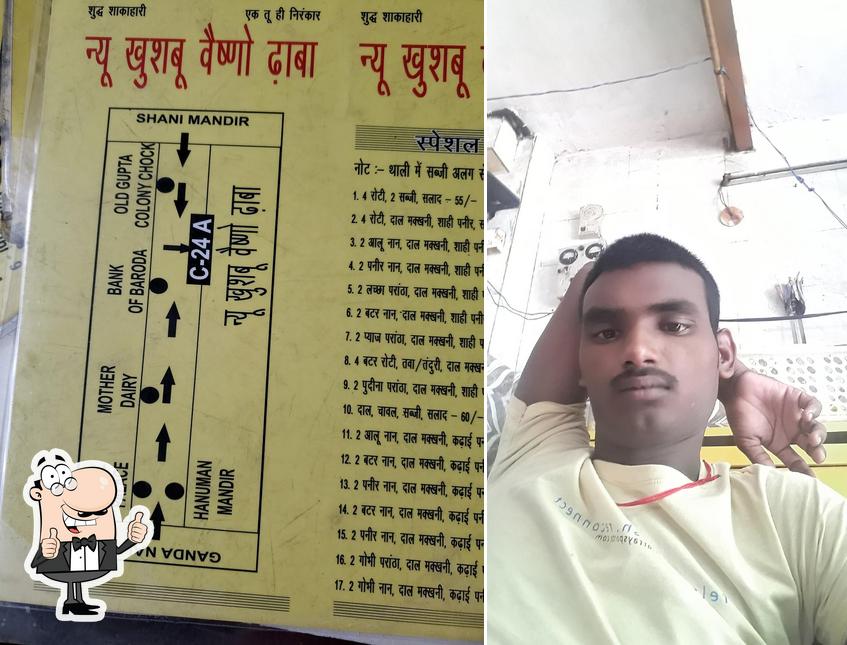 शुद्ध शाकाहारी
एक तू ही निरंकार
न्यू खुशबू वैष्णो ढ़ाबा
SHANI MANDIR
OLD GUPTA
COLONY CHOCK
C-24 A
न्यू खुशबू वैष्णो ढ़ाबा
BANK
OF BARODA
MOTHER
DAIRY
HANUMAN
MANDIR
GANDA
शुद्ध शाकाहारी
न्यू खुशबू
स्पेशल
नोट :– थाली में सब्जी अलग
1. 4 रोटी, 2 सब्जी, सलाद – 55/–
2. 4 रोटी, दाल मक्खनी, शाही पनीर,
3. 2 आलू नान, दाल मक्खनी, शाही
4. 2 पनीर नान, दाल मक्खनी, शाही
5. 2 लच्छा परांठा, दाल मक्खनी, शाही
6. 2 बटर नान, दाल मक्खनी, शाही
7. 2 प्याज परांठा, दाल मक्खनी, शाही
8. 4 बटर रोटी, तवा/तंदुरी, दाल
9. 2 पुदीना परांठा, दाल मक्खनी, शाही
10. दाल, चावल, सब्जी, सलाद – 60/–
11. 2 आलू नान, दाल मक्खनी, कढ़ाई
12. 2 बटर नान, दाल मक्खनी, कढ़ाई
13. 2 पनीर नान, दाल मक्खनी, कढ़ाई
14. 2 बटर नान, दाल मक्खनी, कढ़ाई
15. 2 पनीर नान, दाल मक्खनी, कढ़ाई
16. 2 गोभी परांठा, दाल मक्खनी, कढ़ाई
17. 2 गोभी नान, दाल मक्खनी, कढ़ाई